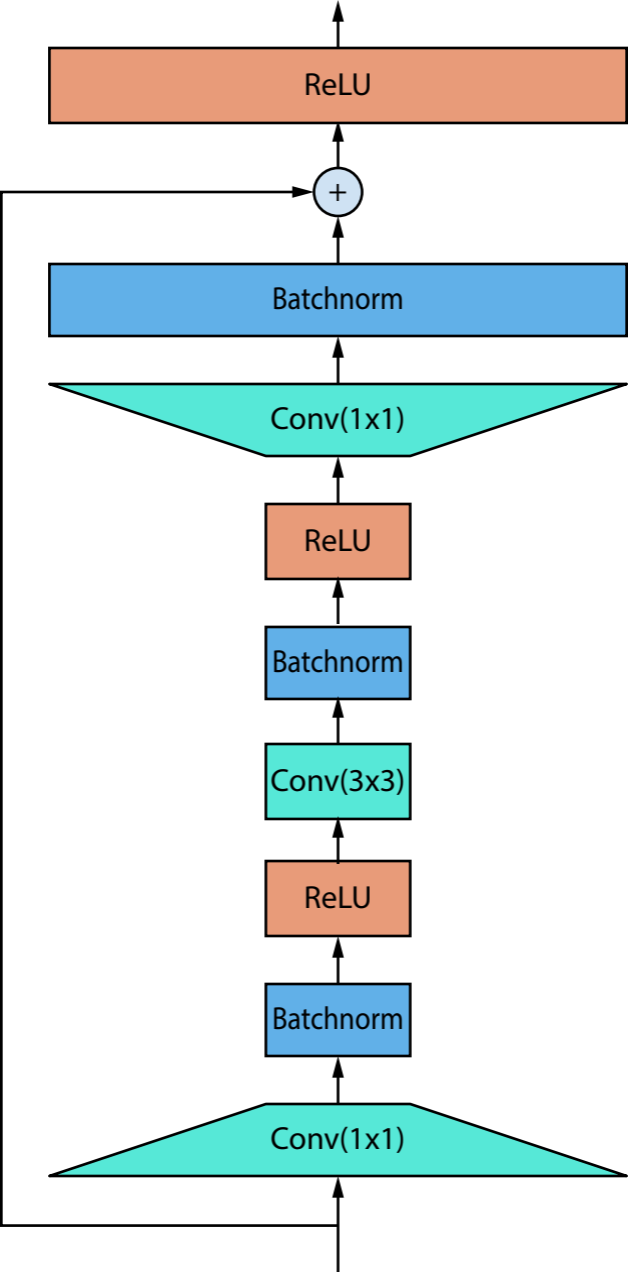 ReLU
+
Batchnorm
Conv(1x1)
ReLU
Batchnorm
Conv(3x3)
ReLU
Batchnorm
Conv(1x1)